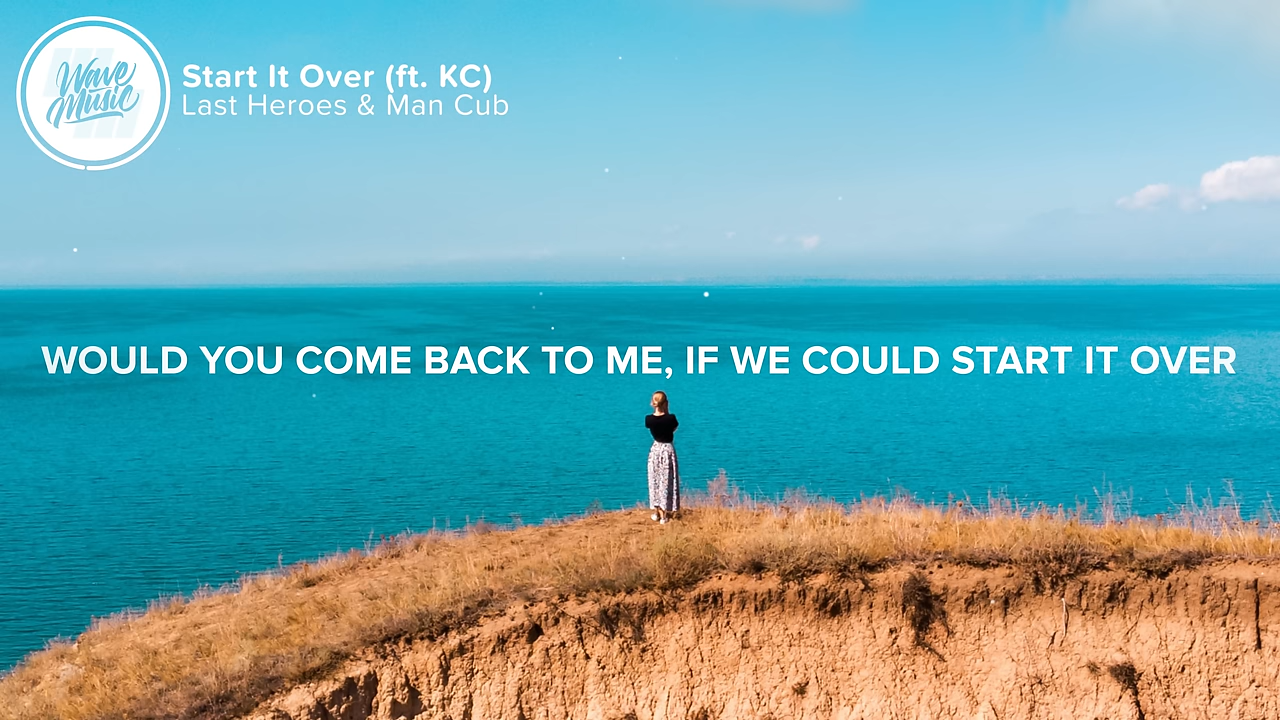 Wave
Music
Start It Over (ft. KC)
Last Heroes & Man Cub
WOULD YOU COME BACK TO ME, IF WE COULD START IT OVER